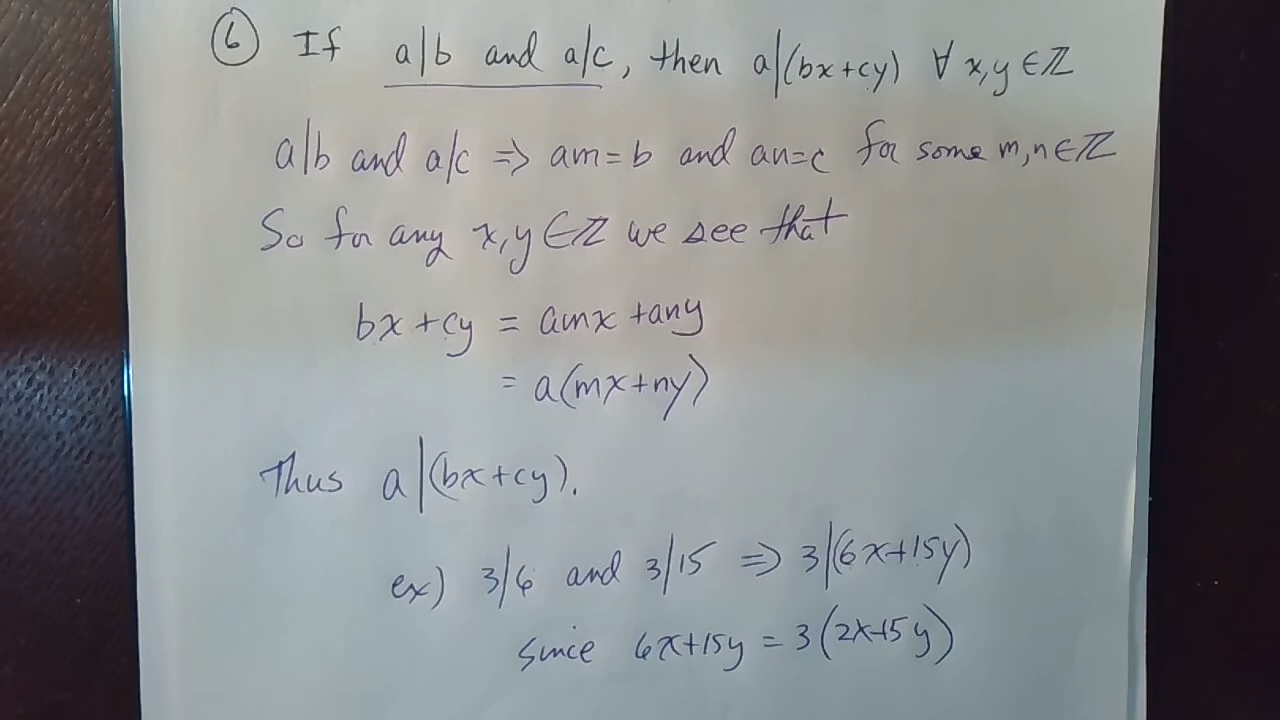 ⑥ If a|b and a|c, then a|(bx+cy) ∀ x,y ∈ ℤ
a|b and a|c ⇒ am=b and an=c for some m,n ∈ ℤ
So for any x,y ∈ ℤ we see that
bx+cy = amx+any
= a(mx+ny)
Thus a|(bx+cy).
ex) 3|6 and 3|15 ⇒ 3|(6x+15y)
since 6x+15y = 3(2x+5y)